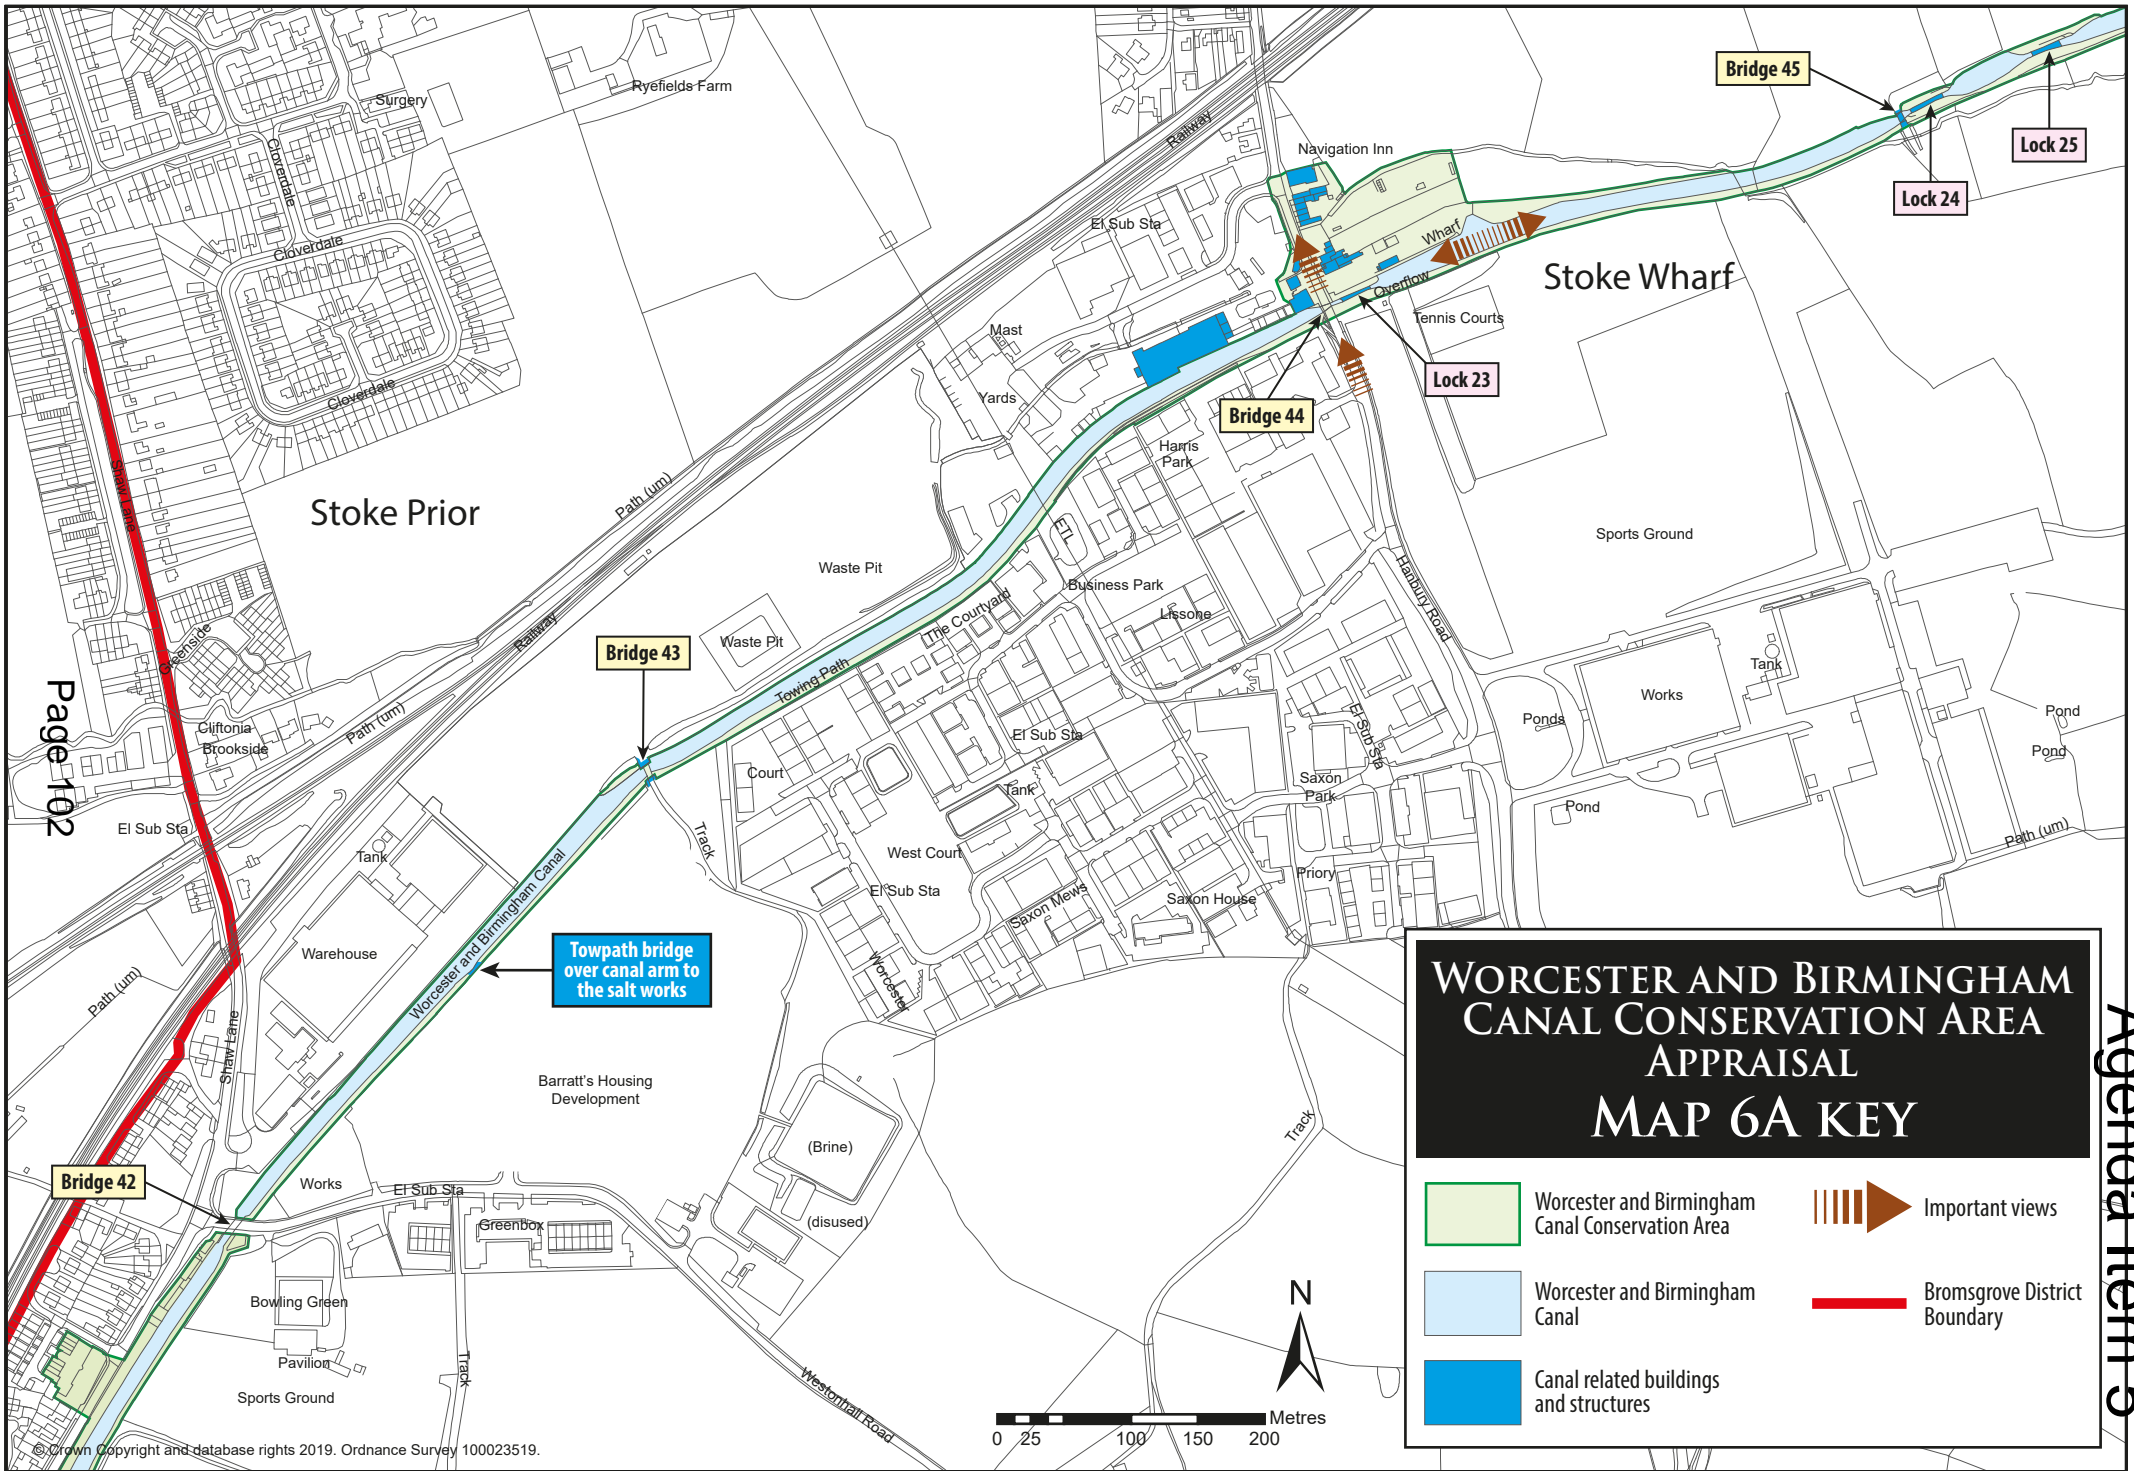 Surgery
Ryefields Farm
Bridge 45
Lock 25
Lock 24
Railway
Navigation Inn
Cloverdale
Cloverdale
Cloverdale
El Sub Sta
Wharf
Overflow
Stoke Wharf
Tennis Courts
Mast
Yards
Lock 23
Bridge 44
Harris
Park
Shaw Lane
Stoke Prior
Path (um)
ETL
Sports Ground
Waste Pit
Business Park
Lissone
Hanbury Road
The Courtyard
Greenside
Railway
Bridge 43
Waste Pit
Towing Path
Tank
Works
Page 102
Cliftonia
Brookside
Path (um)
El Sub Sta
El Sub Sta
Ponds
Pond
Pond
Court
Tank
Saxon
Park
Pond
Path (um)
El Sub Sta
Tank
Track
West Court
El Sub Sta
Priory
Saxon Mews
Saxon House
Worcester and Birmingham Canal
Warehouse
Towpath bridge
over canal arm to
the salt works
Worcester
Path (um)
Shaw Lane
Barratt's Housing
Development
(Brine)
Track
Bridge 42
Works
El Sub Sta
Greenbox
(disused)
Bowling Green
Pavilion
Sports Ground
Track
Westonhall Road
N
Metres
0 25 100 150 200
© Crown Copyright and database rights 2019. Ordnance Survey 100023519.
Worcester and Birmingham
Canal Conservation Area
Appraisal
Map 6A key
Worcester and Birmingham
Canal Conservation Area
Important views
Worcester and Birmingham
Canal
Bromsgrove District
Boundary
Canal related buildings
and structures
Agenda Item 5